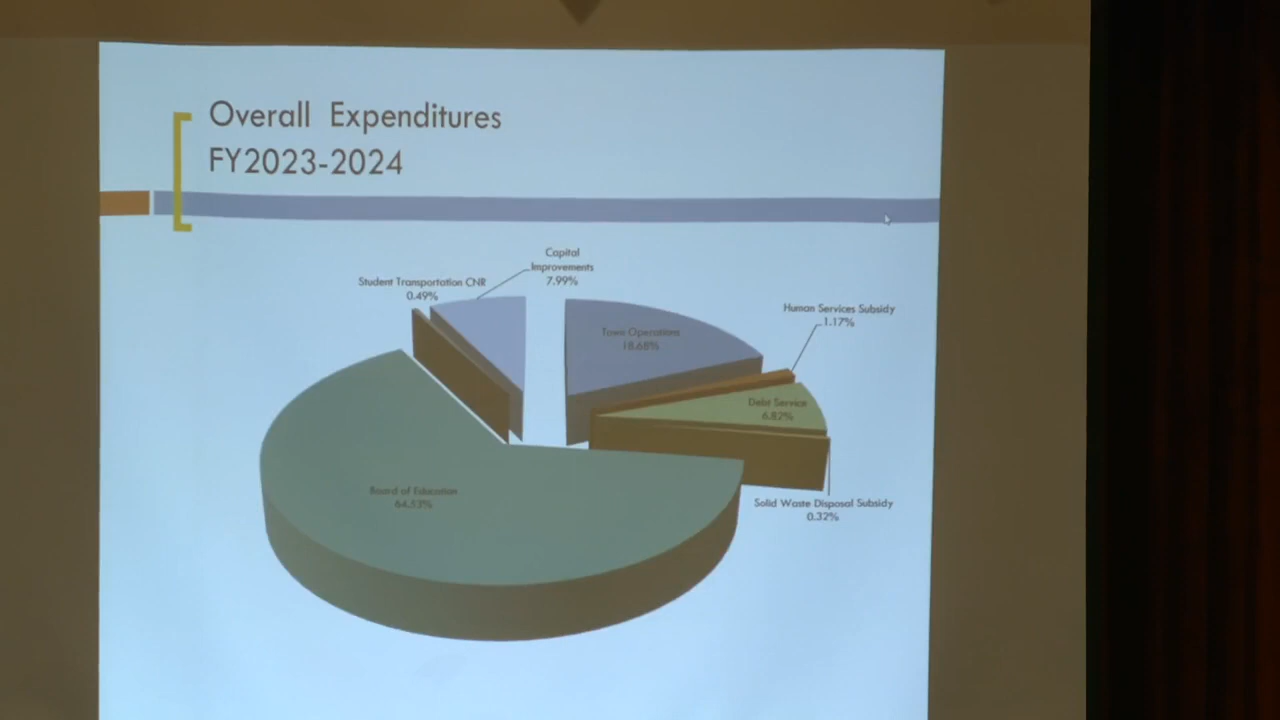 Overall Expenditures
FY2023-2024
Capital
Improvements
7.99%
Student Transportation CNR
0.49%
Human Services Subsidy
1.17%
Town Operations
18.68%
Debt Service
6.82%
Board of Education
64.53%
Solid Waste Disposal Subsidy
0.32%